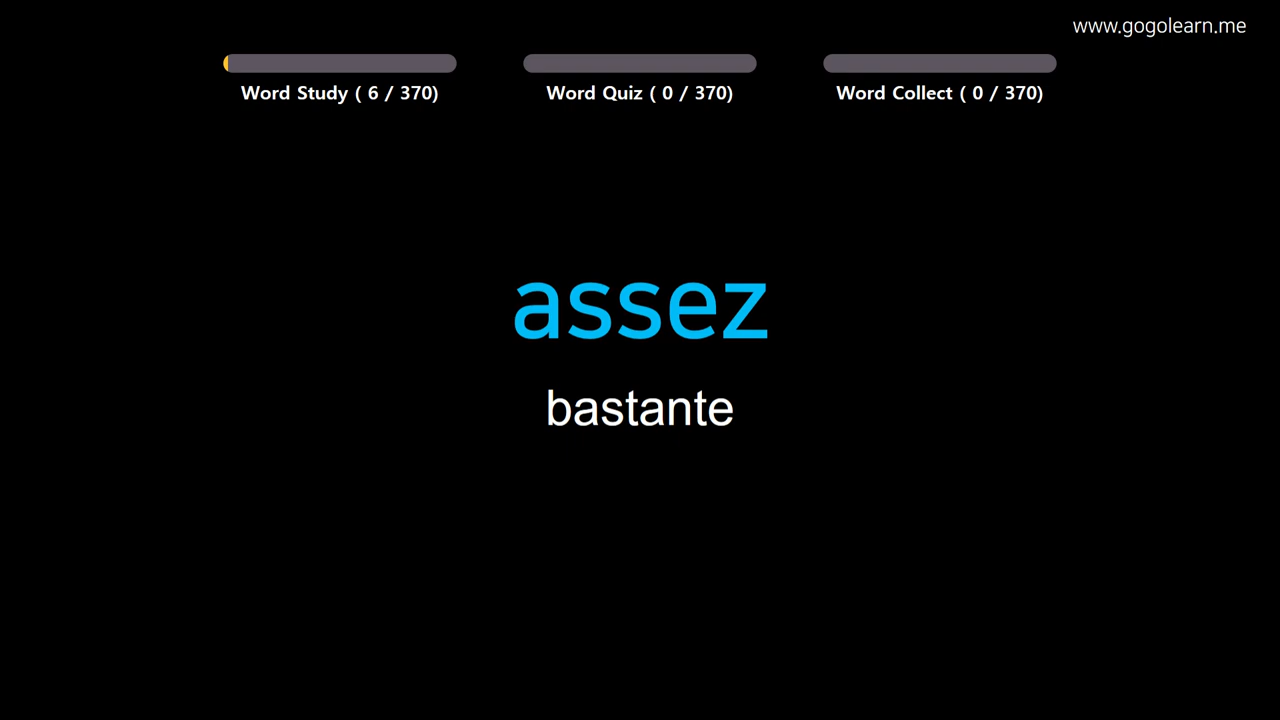 www.gogolearn.me
Word Study ( 6 / 370)
Word Quiz ( 0 / 370)
Word Collect ( 0 / 370)
assez
bastante